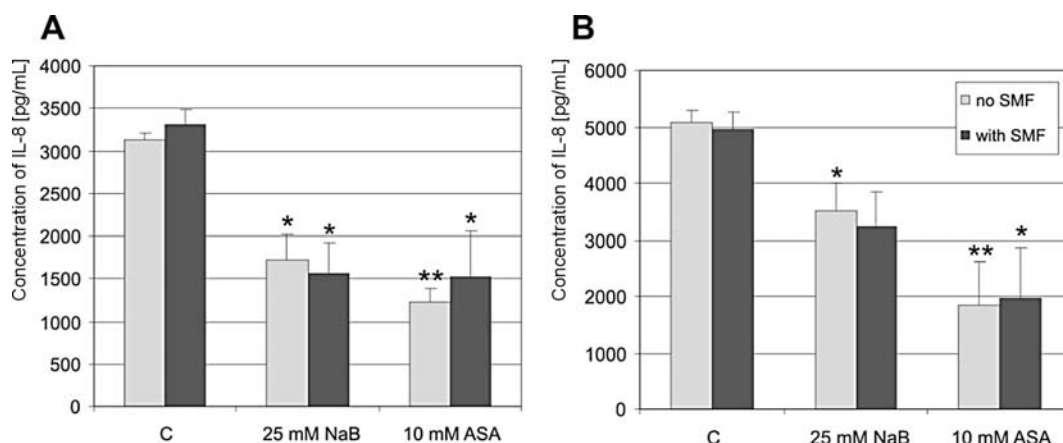 A
Concentration of IL-8 [pg/mL]
4000
3500
3000
2500
2000
1500
1000
500
0
* * ** *
C 25 mM NaB 10 mM ASA
B
Concentration of IL-8 [pg/mL]
6000
5000
4000
3000
2000
1000
0
no SMF
with SMF
* ** *
C 25 mM NaB 10 mM ASA